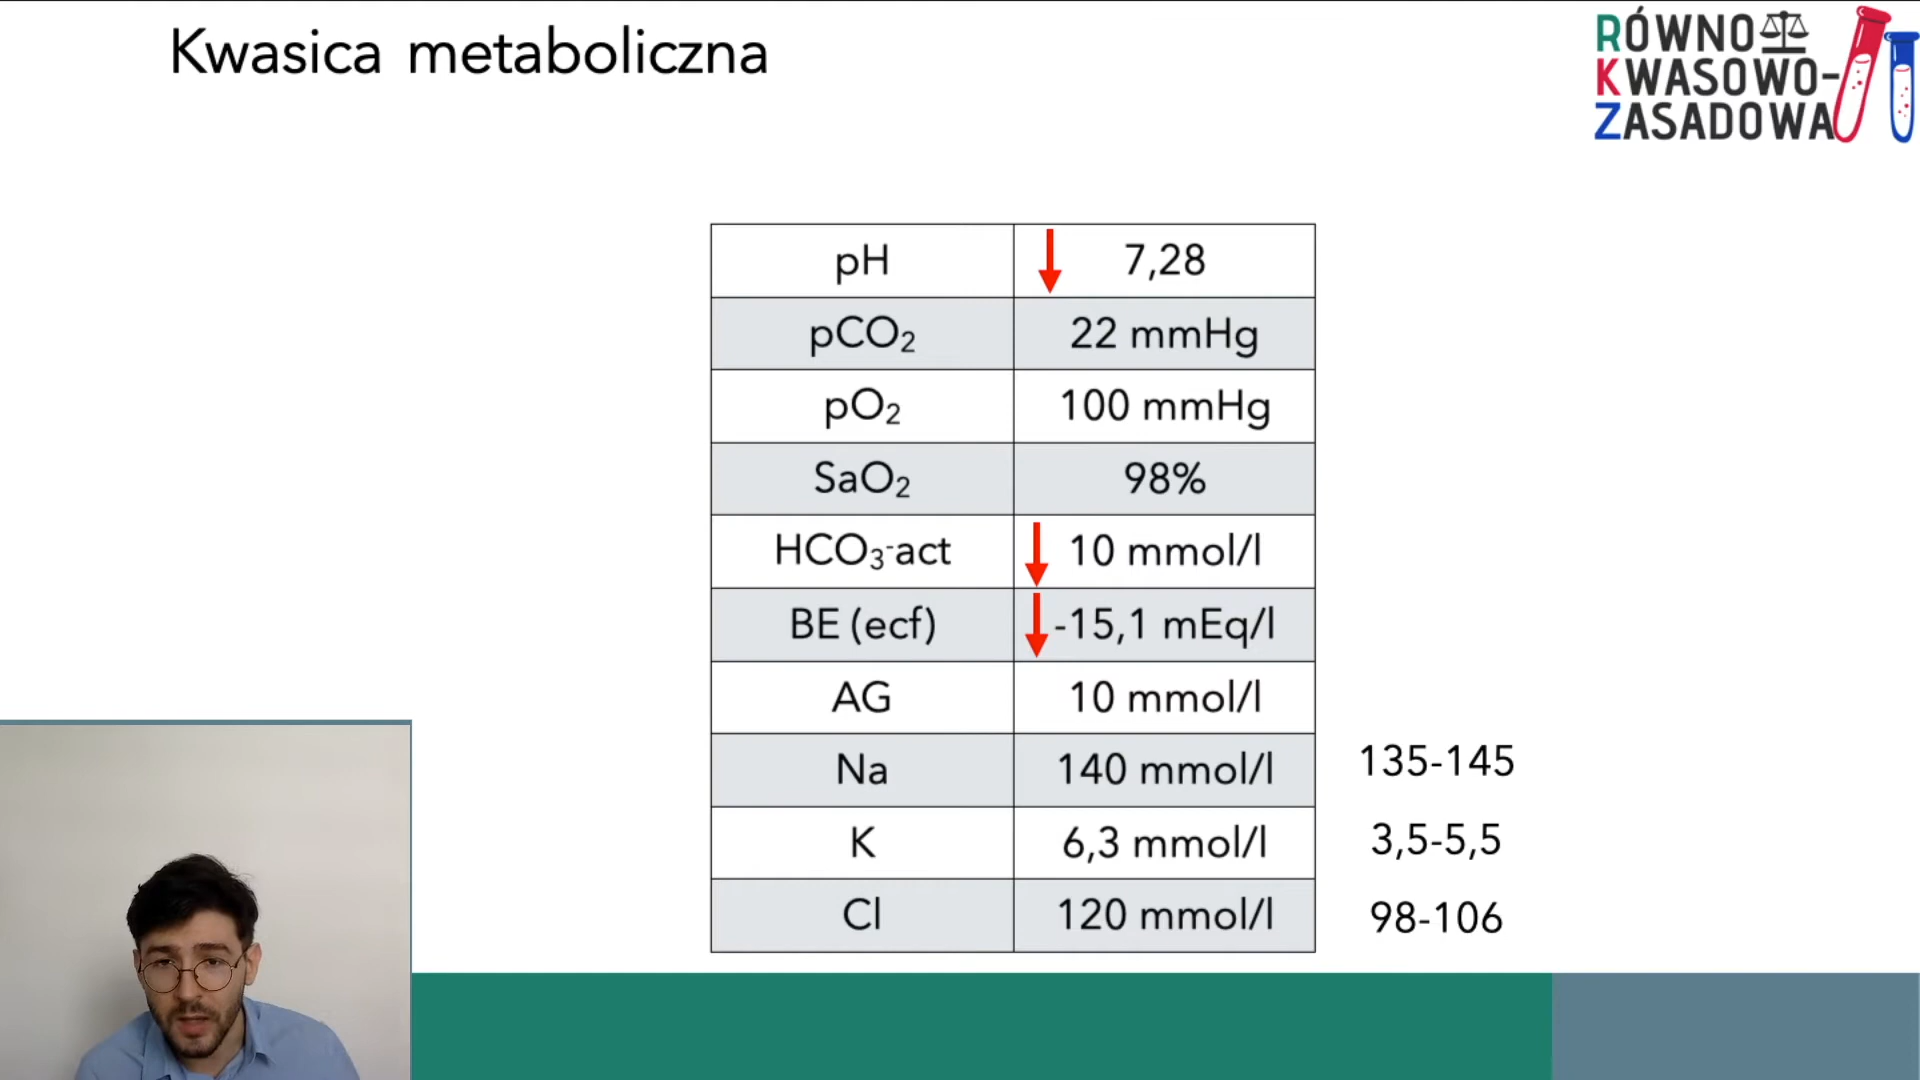 Kwasica metaboliczna
RÓWNO
KWASOWO-
ZASADOWA
pH 7,28
pCO₂ 22 mmHg
pO₂ 100 mmHg
SaO₂ 98%
HCO₃⁻act 10 mmol/l
BE (ecf) -15,1 mEq/l
AG 10 mmol/l
Na 140 mmol/l 135-145
K 6,3 mmol/l 3,5-5,5
Cl 120 mmol/l 98-106